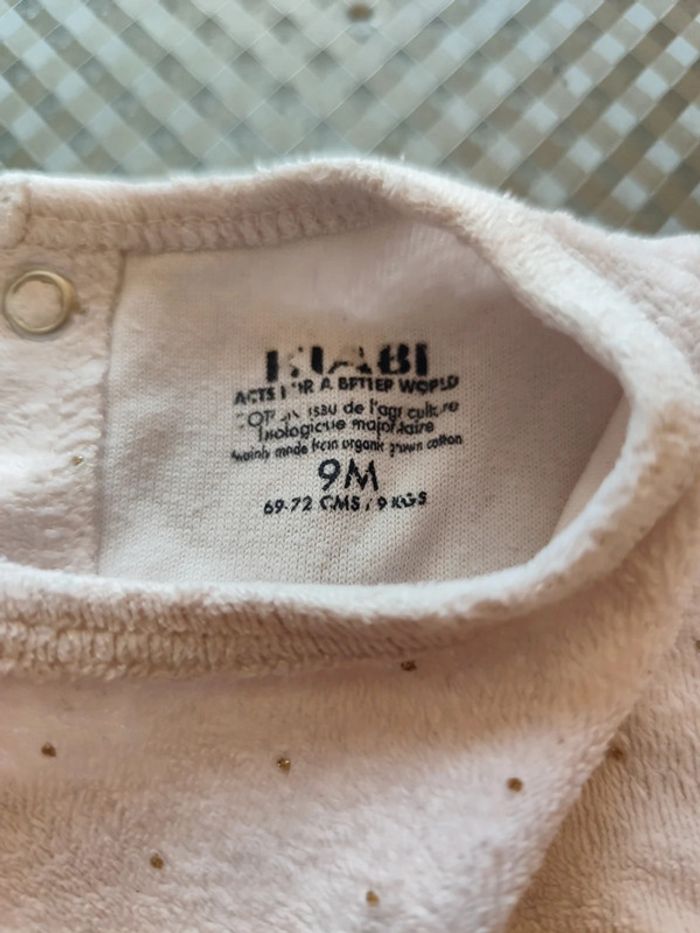 KIABI
ACTS FOR A BETTER WORLD
issu de l'agriculture
biologique majoritaire
mainly made from organic grown cotton
9M
69-72 CMS / 9 KGS